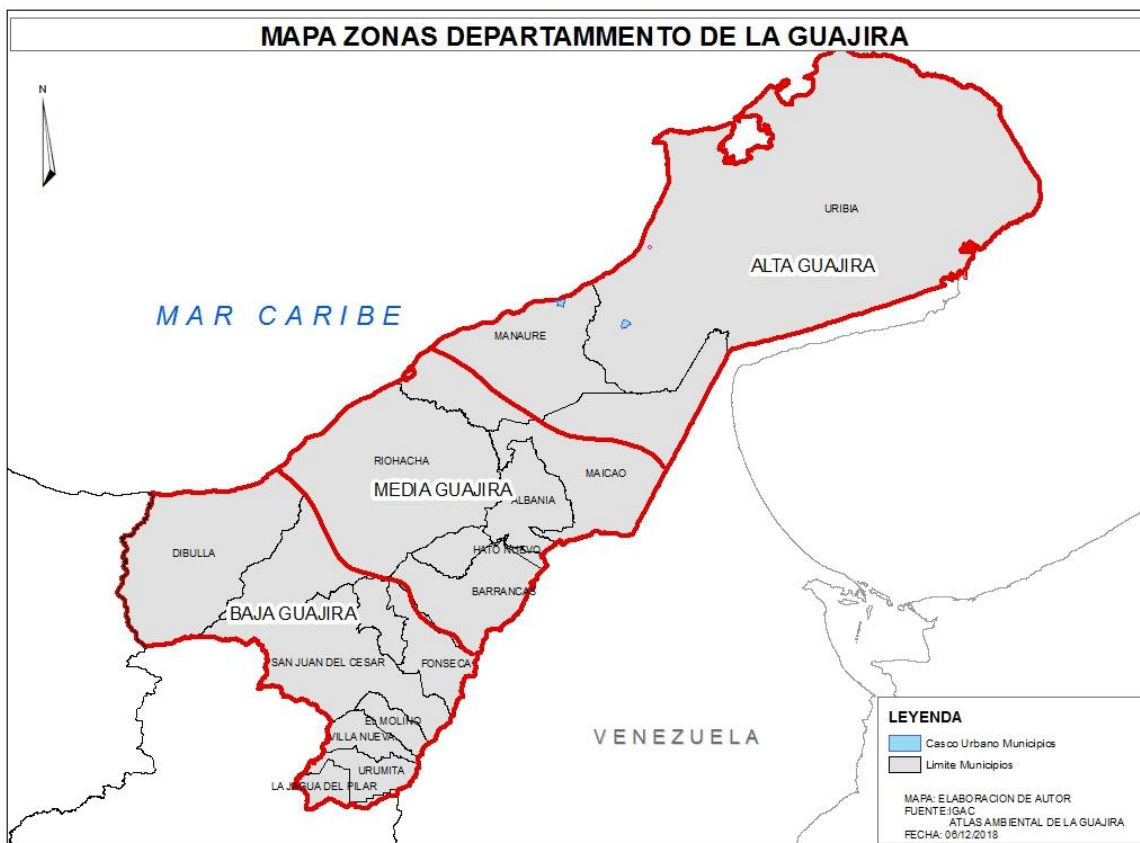 MAPA ZONAS DEPARTAMMENTO DE LA GUAJIRA
N
URIBIA
ALTA GUAJIRA
MAR CARIBE
MANAURE
RIOHACHA
MAICAO
MEDIA GUAJIRA
ALBANIA
DIBULLA
HATO NUEVO
BARRANCAS
BAJA GUAJIRA
SAN JUAN DEL CESAR
FONSECA
EL MOLINO
VILLA NUEVA
VENEZUELA
URUMITA
LA JAGUA DEL PILAR
LEYENDA
Casco Urbano Municipios
Limite Municipios
MAPA: ELABORACION DE AUTOR
FUENTE:IGAC
ATLAS AMBIENTAL DE LA GUAJIRA
FECHA: 06/12/2018